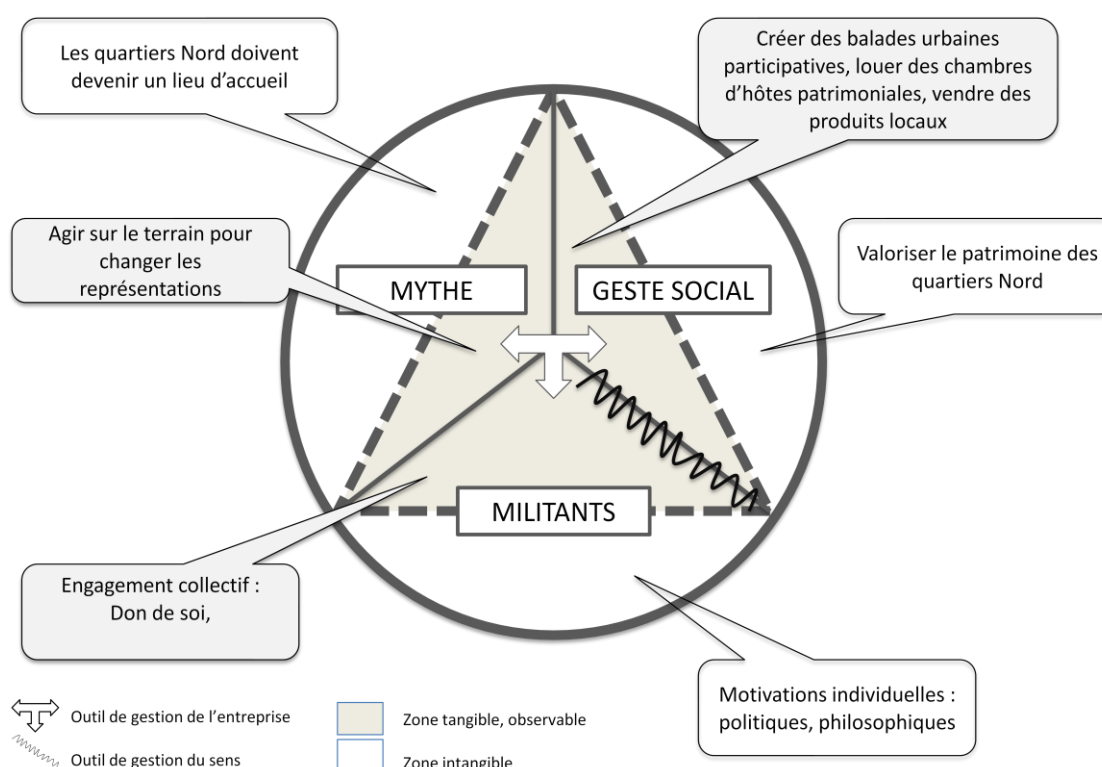 Les quartiers Nord doivent
devenir un lieu d’accueil
Créer des balades urbaines
participatives, louer des chambres
d’hôtes patrimoniales, vendre des
produits locaux
Agir sur le terrain pour
changer les
représentations
Valoriser le patrimoine des
quartiers Nord
MYTHE
GESTE SOCIAL
MILITANTS
Engagement collectif :
Don de soi,
Motivations individuelles :
politiques, philosophiques
Outil de gestion de l’entreprise
Zone tangible, observable
Outil de gestion du sens
Zone intangible